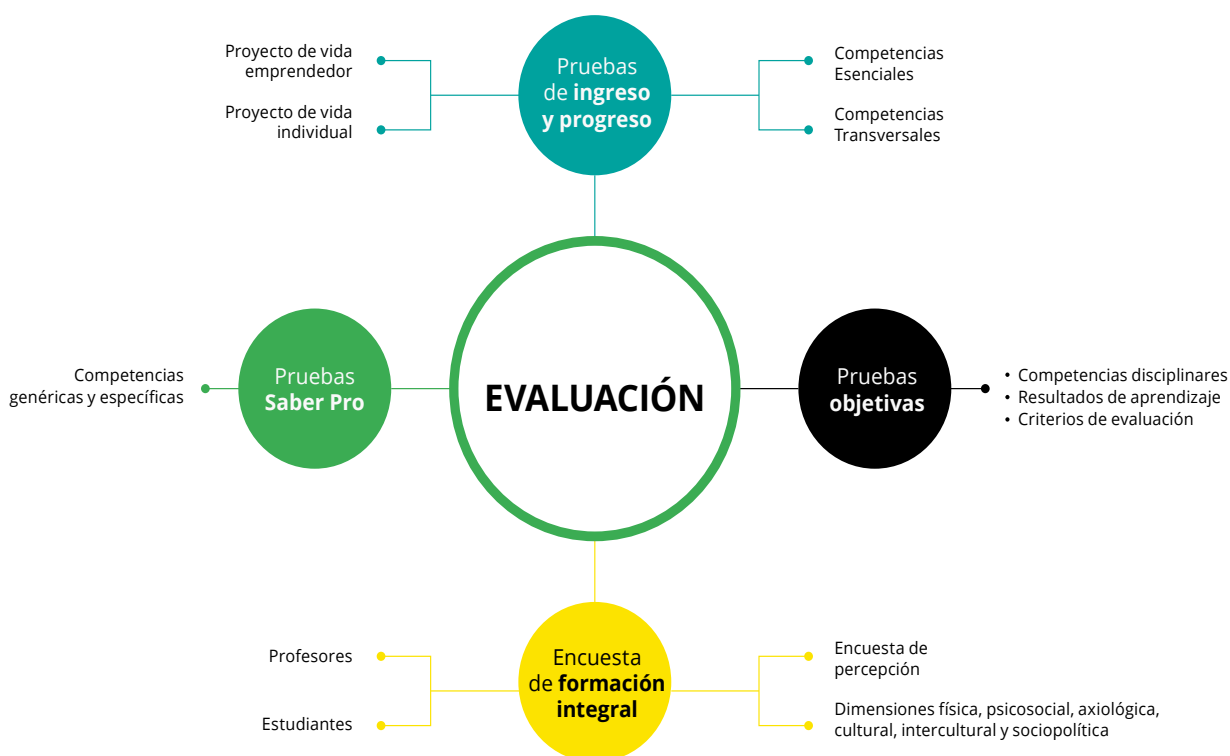 Proyecto de vida
emprendedor
Proyecto de vida
individual
Pruebas
de ingreso
y progreso
Competencias
Esenciales
Competencias
Transversales
Competencias
genéricas y específicas
Pruebas
Saber Pro
EVALUACIÓN
Pruebas
objetivas
• Competencias disciplinares
• Resultados de aprendizaje
• Criterios de evaluación
Profesores
Estudiantes
Encuesta
de formación
integral
Encuesta de
percepción
Dimensiones física, psicosocial, axiológica,
cultural, intercultural y sociopolítica